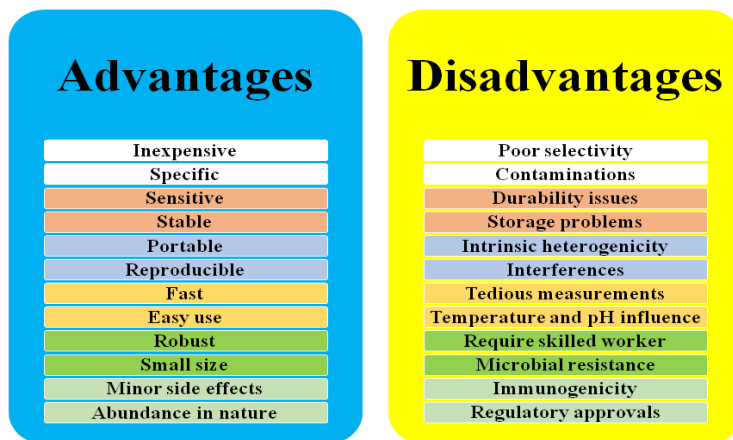 Advantages
Inexpensive
Specific
Sensitive
Stable
Portable
Reproducible
Fast
Easy use
Robust
Small size
Minor side effects
Abundance in nature
Disadvantages
Poor selectivity
Contaminations
Durability issues
Storage problems
Intrinsic heterogenicity
Interferences
Tedious measurements
Temperature and pH influence
Require skilled worker
Microbial resistance
Immunogenicity
Regulatory approvals